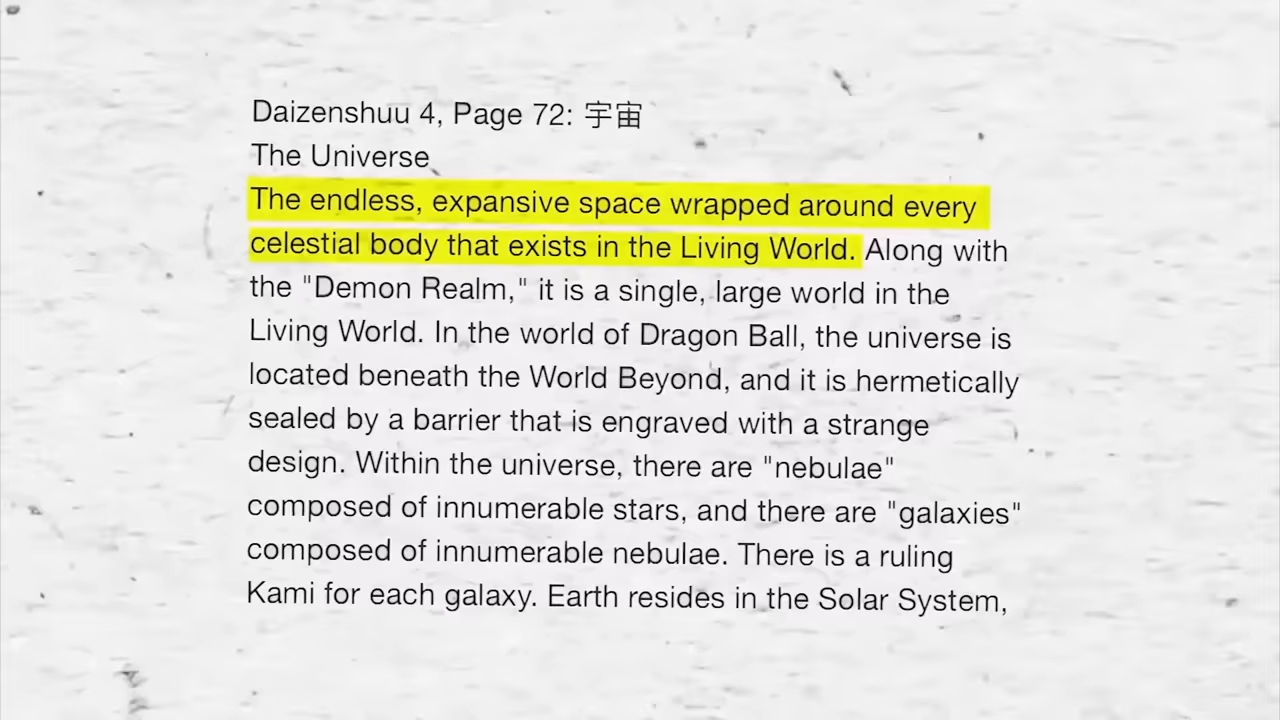 Daizenshuu 4, Page 72: 宇宙
The Universe
The endless, expansive space wrapped around every
celestial body that exists in the Living World. Along with
the "Demon Realm," it is a single, large world in the
Living World. In the world of Dragon Ball, the universe is
located beneath the World Beyond, and it is hermetically
sealed by a barrier that is engraved with a strange
design. Within the universe, there are "nebulae"
composed of innumerable stars, and there are "galaxies"
composed of innumerable nebulae. There is a ruling
Kami for each galaxy. Earth resides in the Solar System,